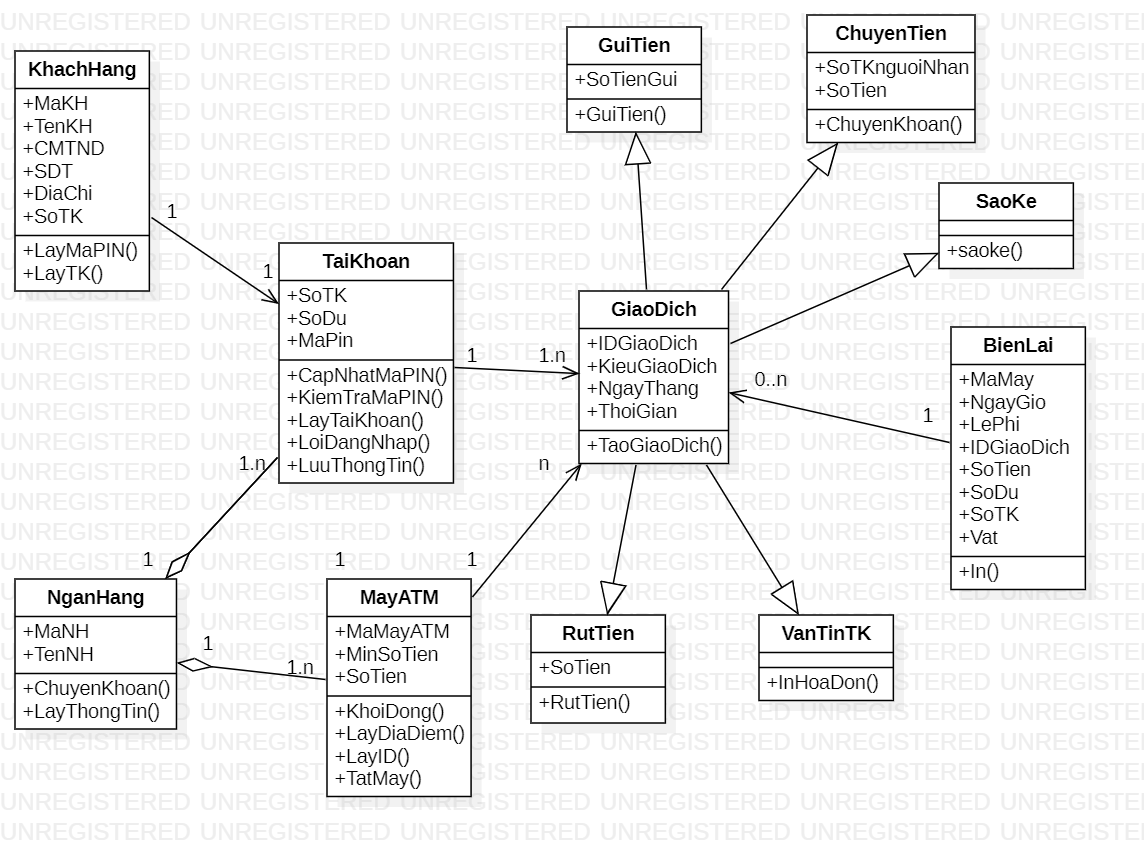 KhachHang
+MaKH
+TenKH
+CMTND
+SDT
+DiaChi
+SoTK
+LayMaPIN()
+LayTK()
1
1
TaiKhoan
+SoTK
+SoDu
+MaPin
+CapNhatMaPIN()
+KiemTraMaPIN()
+LayTaiKhoan()
+LoiDangNhap()
+LuuThongTin()
1
1.n
1.n
1
NganHang
+MaNH
+TenNH
+ChuyenKhoan()
+LayThongTin()
1
1.n
1
MayATM
+MaMayATM
+MinSoTien
+SoTien
+KhoiDong()
+LayDiaDiem()
+LayID()
+TatMay()
1
n
GuiTien
+SoTienGui
+GuiTien()
ChuyenTien
+SoTKnguoiNhan
+SoTien
+ChuyenKhoan()
SaoKe
+saoke()
GiaoDich
+IDGiaoDich
+KieuGiaoDich
+NgayThang
+ThoiGian
+TaoGiaoDich()
0..n
1
BienLai
+MaMay
+NgayGio
+LePhi
+IDGiaoDich
+SoTien
+SoDu
+SoTK
+Vat
+In()
RutTien
+SoTien
+RutTien()
VanTinTK
+InHoaDon()
UNREGISTERED